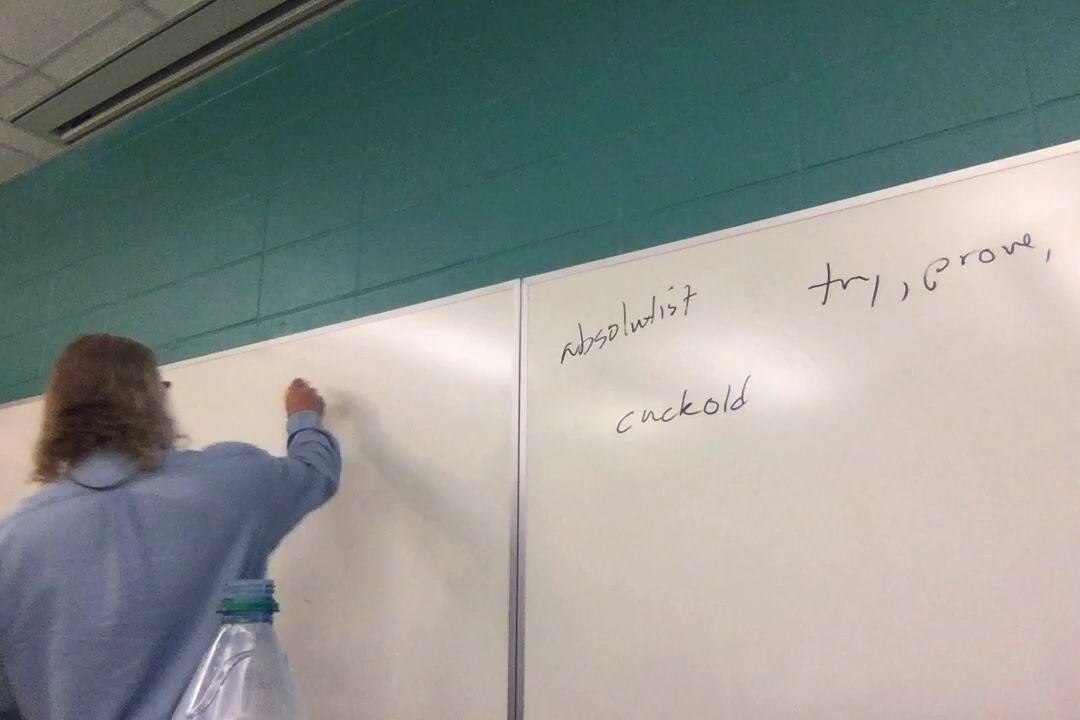 absolutist
try, prove,
cuckold